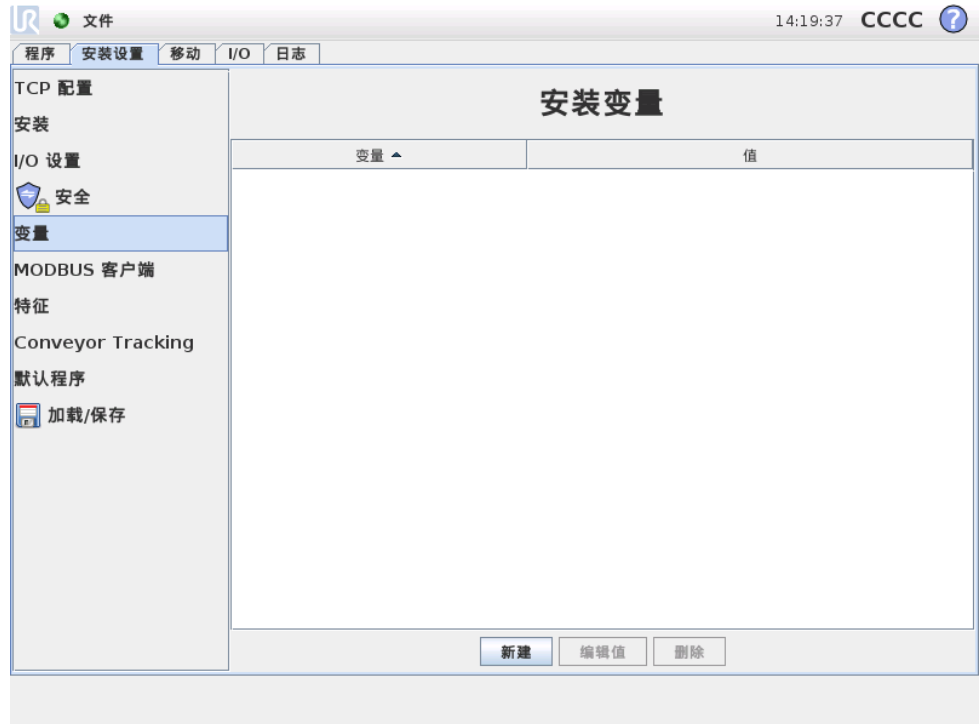 UR 文件 14:19:37 CCCC ?
程序 安装设置 移动 I/O 日志
TCP 配置
安装
I/O 设置
安全
变量
MODBUS 客户端
特征
Conveyor Tracking
默认程序
加载/保存
安装变量
变量 值
新建 编辑值 删除